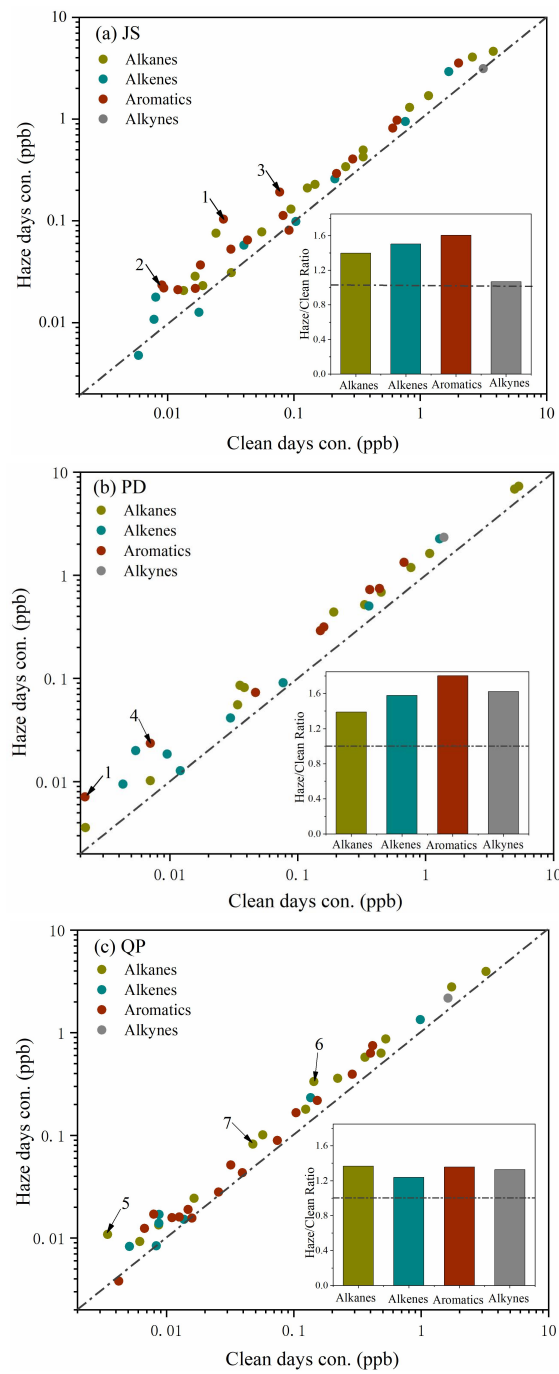 (a) JS
Alkanes
Alkenes
Aromatics
Alkynes
10
1
0.1
0.01
Haze days con. (ppb)
1
2
3
Haze/Clean Ratio
1.6
1.2
0.8
0.4
0.0
Alkanes Alkenes Aromatics Alkynes
0.01 0.1 1 10
Clean days con. (ppb)
(b) PD
Alkanes
Alkenes
Aromatics
Alkynes
10
1
0.1
0.01
Haze days con. (ppb)
4
1
Haze/Clean Ratio
1.6
1.2
0.8
0.4
0.0
Alkanes Alkenes Aromatics Alkynes
0.01 0.1 1 10
Clean days con. (ppb)
(c) QP
Alkanes
Alkenes
Aromatics
Alkynes
10
1
0.1
0.01
Haze days con. (ppb)
6
7
5
Haze/Clean Ratio
1.6
1.2
0.8
0.4
0.0
Alkanes Alkenes Aromatics Alkynes
0.01 0.1 1 10
Clean days con. (ppb)